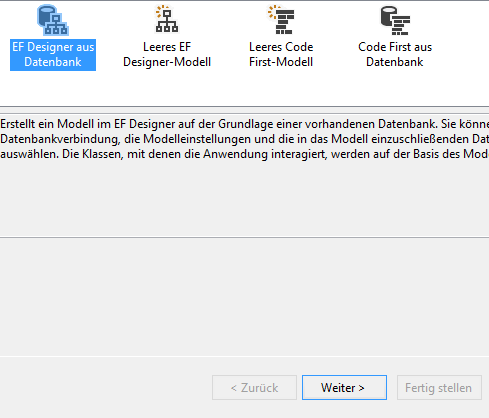 EF Designer aus
Datenbank
Leeres EF
Designer-Modell
Leeres Code
First-Modell
Code First aus
Datenbank
Erstellt ein Modell im EF Designer auf der Grundlage einer vorhandenen Datenbank. Sie könne
Datenbankverbindung, die Modelleinstellungen und die in das Modell einzuschließenden Dat
auswählen. Die Klassen, mit denen die Anwendung interagiert, werden auf der Basis des Mod
< Zurück
Weiter >
Fertig stellen